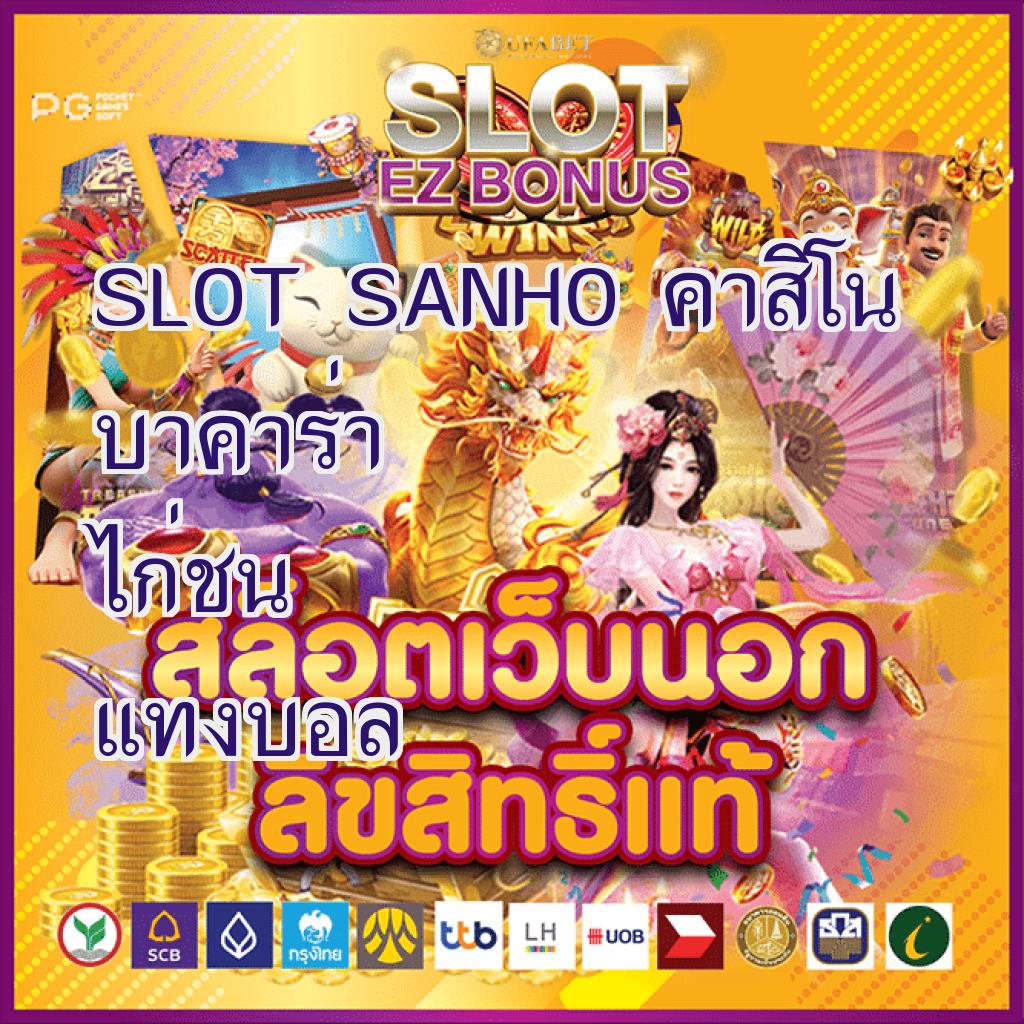 UFABET
PG POCKET GAMES SOFT
SLOT
EZ BONUS
WINS
WILD
SCATTER
SLOT SANHO คาสิโน
บาคาร่า
ไก่ชน
สล็อตเว็บนอก
แทงบอล
ลิขสิทธิ์แท้
SCB
กรุงไทย
ttb
LH
UOB